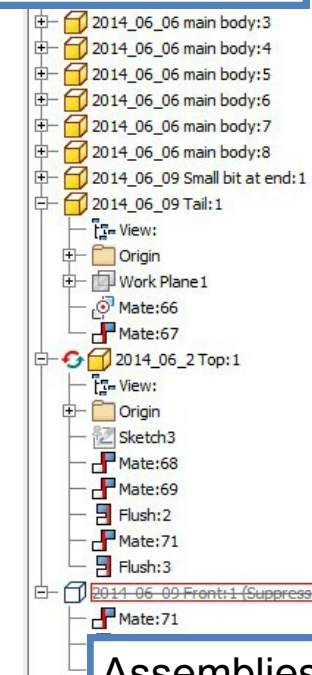 2014_06_06 main body:3
2014_06_06 main body:4
2014_06_06 main body:5
2014_06_06 main body:6
2014_06_06 main body:7
2014_06_06 main body:8
2014_06_09 Small bit at end:1
2014_06_09 Tail:1
View:
Origin
Work Plane1
Mate:66
Mate:67
2014_06_2 Top:1
View:
Origin
Sketch3
Mate:68
Mate:69
Flush:2
Mate:71
Flush:3
2014_06_09 Front:1 (Suppress
Mate:71
Assemblies